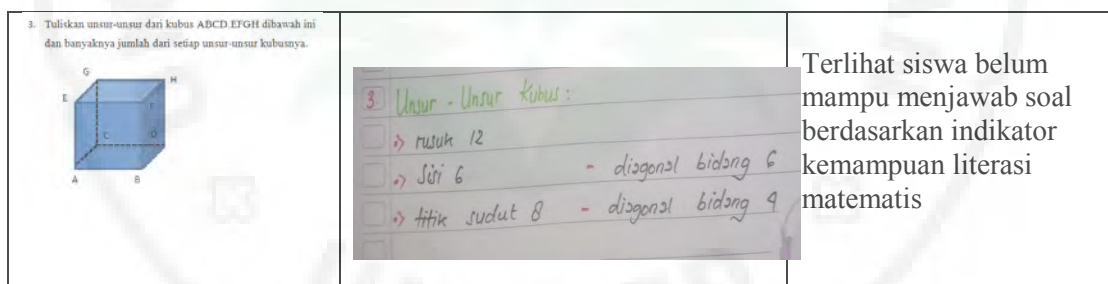 3. Tuliskan unsur-unsur dari kubus ABCD.EFGH dibawah ini
dan banyaknya jumlah dari setiap unsur-unsur kubusnya.
G
H
E
F
C
D
A
B
3 Unsur - Unsur Kubus :
•> rusuk 12
•> Sisi 6 - diagonal bidang 6
•> titik sudut 8 - diagonal bidang 4
Terlihat siswa belum
mampu menjawab soal
berdasarkan indikator
kemampuan literasi
matematis